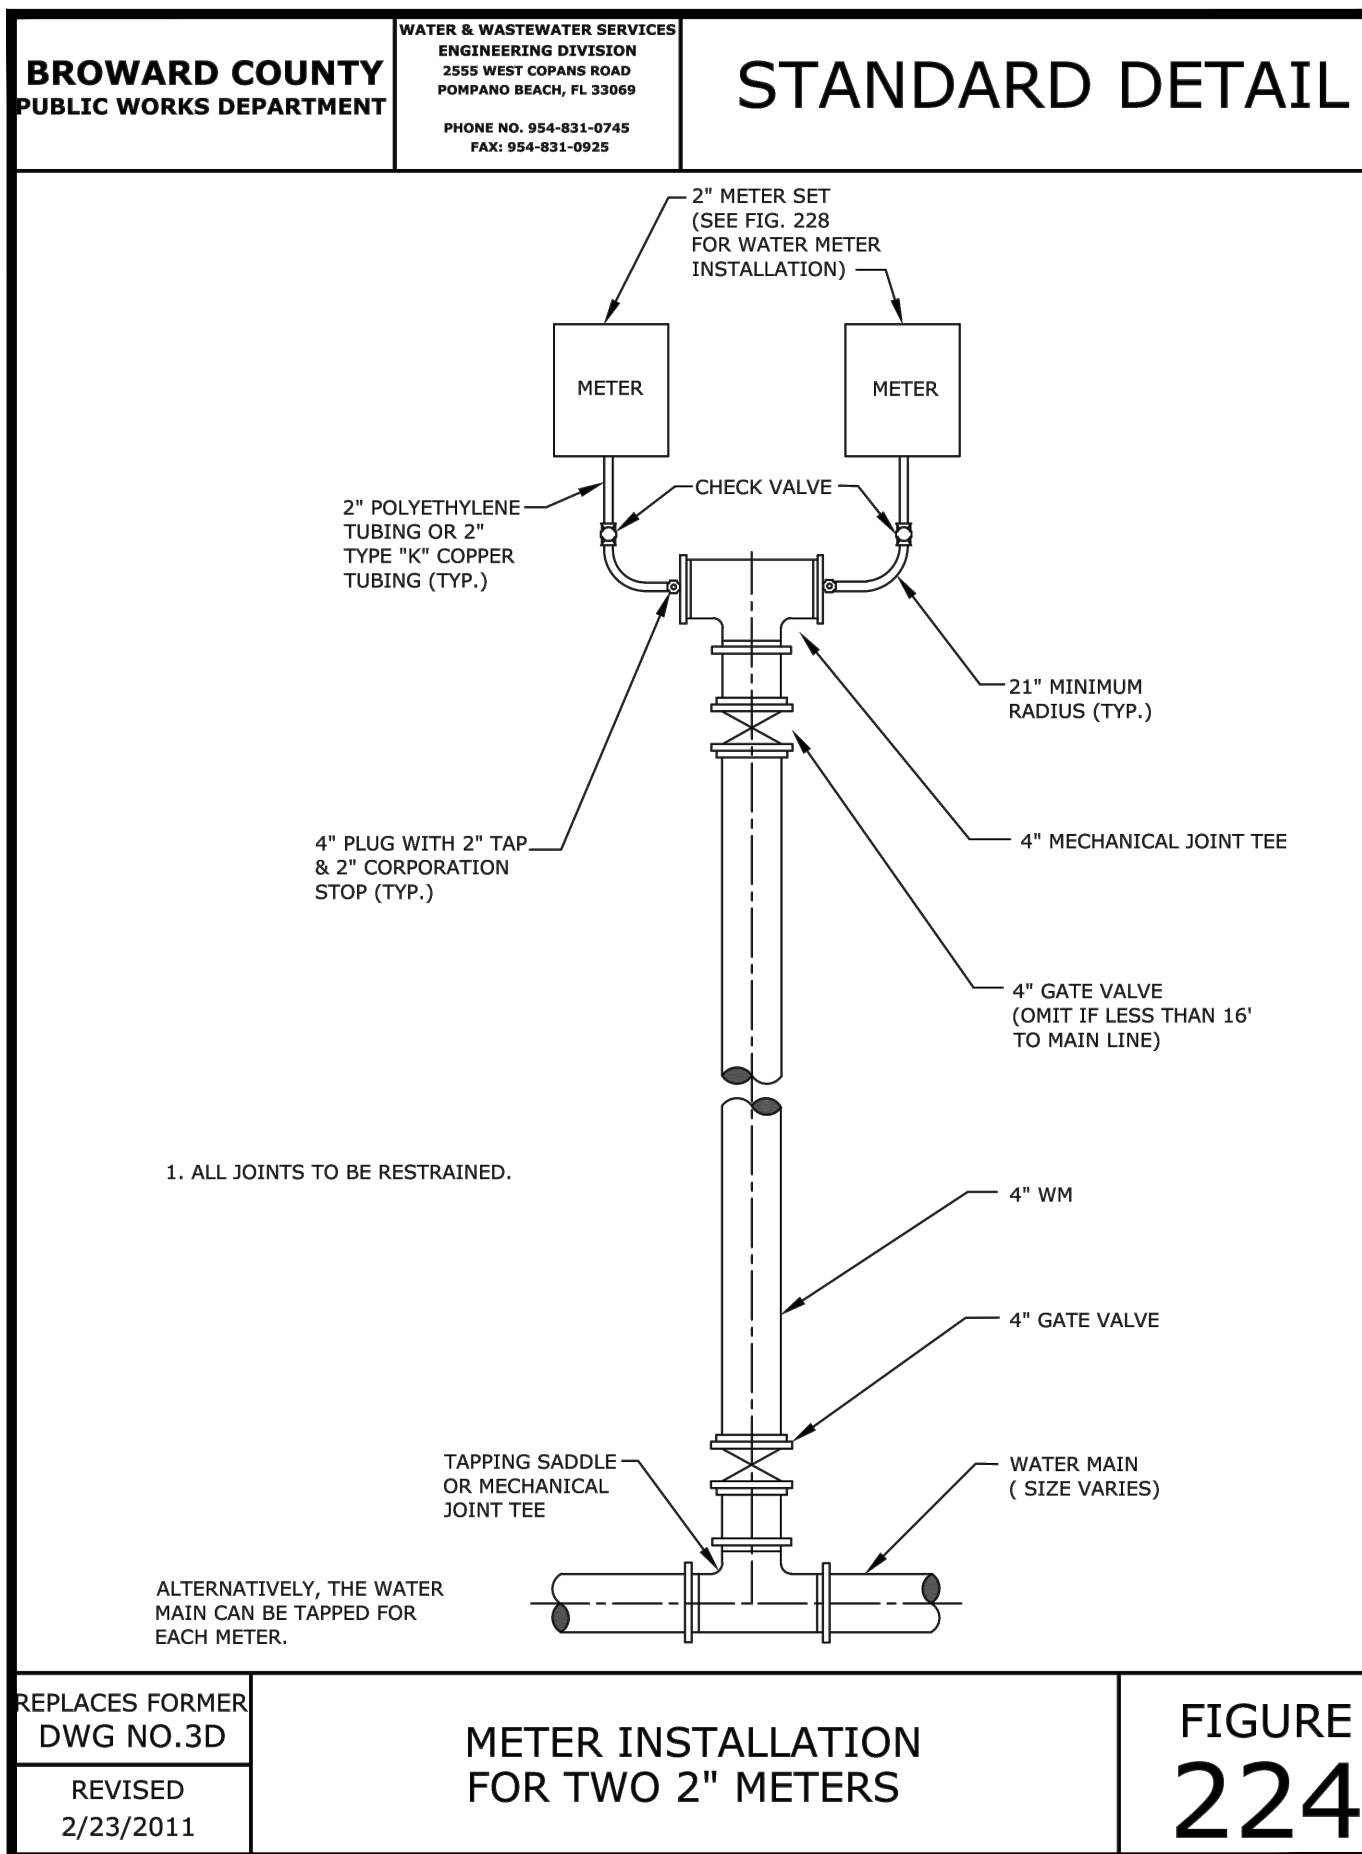 BROWARD COUNTY
PUBLIC WORKS DEPARTMENT
WATER & WASTEWATER SERVICES
ENGINEERING DIVISION
2555 WEST COPANS ROAD
POMPANO BEACH, FL 33069
PHONE NO. 954-831-0745
FAX: 954-831-0925
STANDARD DETAIL
2" METER SET
(SEE FIG. 228
FOR WATER METER
INSTALLATION)
METER
METER
CHECK VALVE
2" POLYETHYLENE
TUBING OR 2"
TYPE "K" COPPER
TUBING (TYP.)
21" MINIMUM
RADIUS (TYP.)
4" PLUG WITH 2" TAP
& 2" CORPORATION
STOP (TYP.)
4" MECHANICAL JOINT TEE
4" GATE VALVE
(OMIT IF LESS THAN 16'
TO MAIN LINE)
1. ALL JOINTS TO BE RESTRAINED.
4" WM
4" GATE VALVE
TAPPING SADDLE
OR MECHANICAL
JOINT TEE
WATER MAIN
( SIZE VARIES)
ALTERNATIVELY, THE WATER
MAIN CAN BE TAPPED FOR
EACH METER.
REPLACES FORMER
DWG NO.3D
REVISED
2/23/2011
METER INSTALLATION
FOR TWO 2" METERS
FIGURE
224